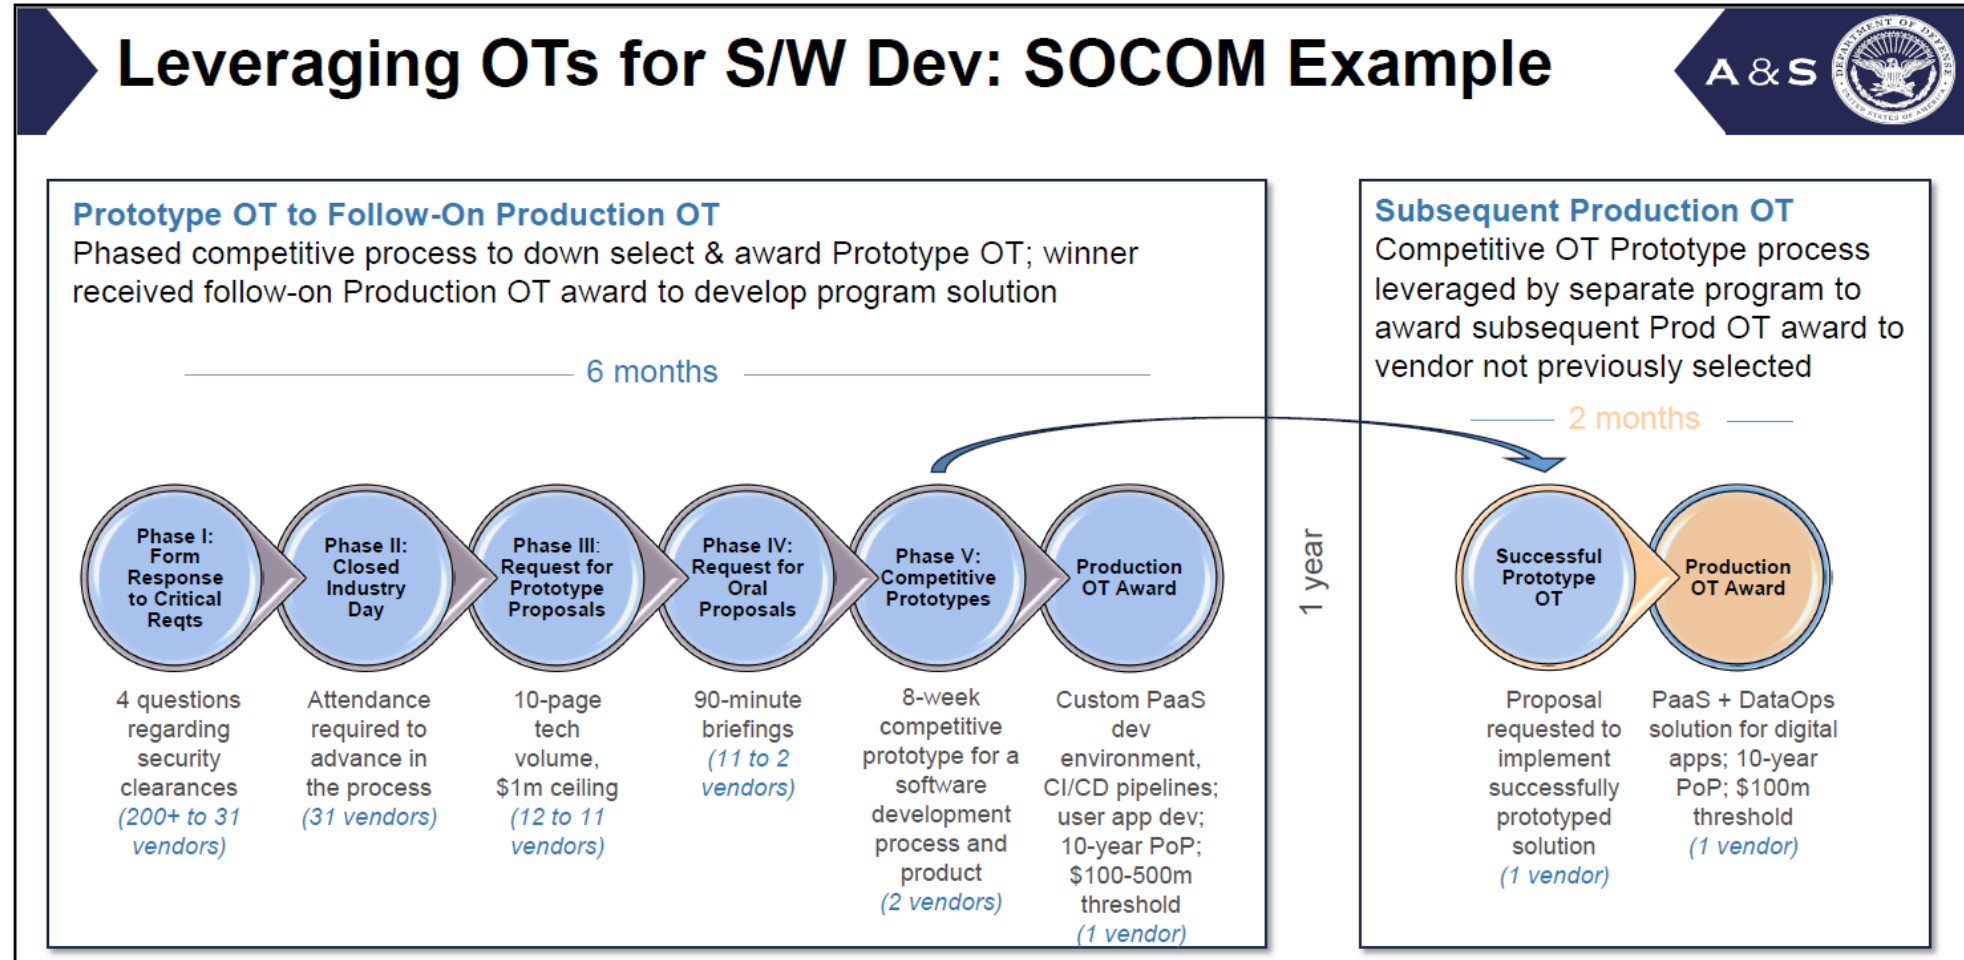 Leveraging OTs for S/W Dev: SOCOM Example
A & S
DEPARTMENT OF DEFENSE
UNITED STATES OF AMERICA
Prototype OT to Follow-On Production OT
Phased competitive process to down select & award Prototype OT; winner
received follow-on Production OT award to develop program solution
6 months
Phase I:
Form
Response
to Critical
Reqts
4 questions
regarding
security
clearances
(200+ to 31
vendors)
Phase II:
Closed
Industry
Day
Attendance
required to
advance in
the process
(31 vendors)
Phase III:
Request for
Prototype
Proposals
10-page
tech
volume,
$1m ceiling
(12 to 11
vendors)
Phase IV:
Request for
Oral
Proposals
90-minute
briefings
(11 to 2
vendors)
Phase V:
Competitive
Prototypes
8-week
competitive
prototype for a
software
development
process and
product
(2 vendors)
Production
OT Award
Custom PaaS
dev
environment,
CI/CD pipelines;
user app dev;
10-year PoP;
$100-500m
threshold
(1 vendor)
1 year
Subsequent Production OT
Competitive OT Prototype process
leveraged by separate program to
award subsequent Prod OT award to
vendor not previously selected
2 months
Successful
Prototype
OT
Proposal
requested to
implement
successfully
prototyped
solution
(1 vendor)
Production
OT Award
PaaS + DataOps
solution for digital
apps; 10-year
PoP; $100m
threshold
(1 vendor)